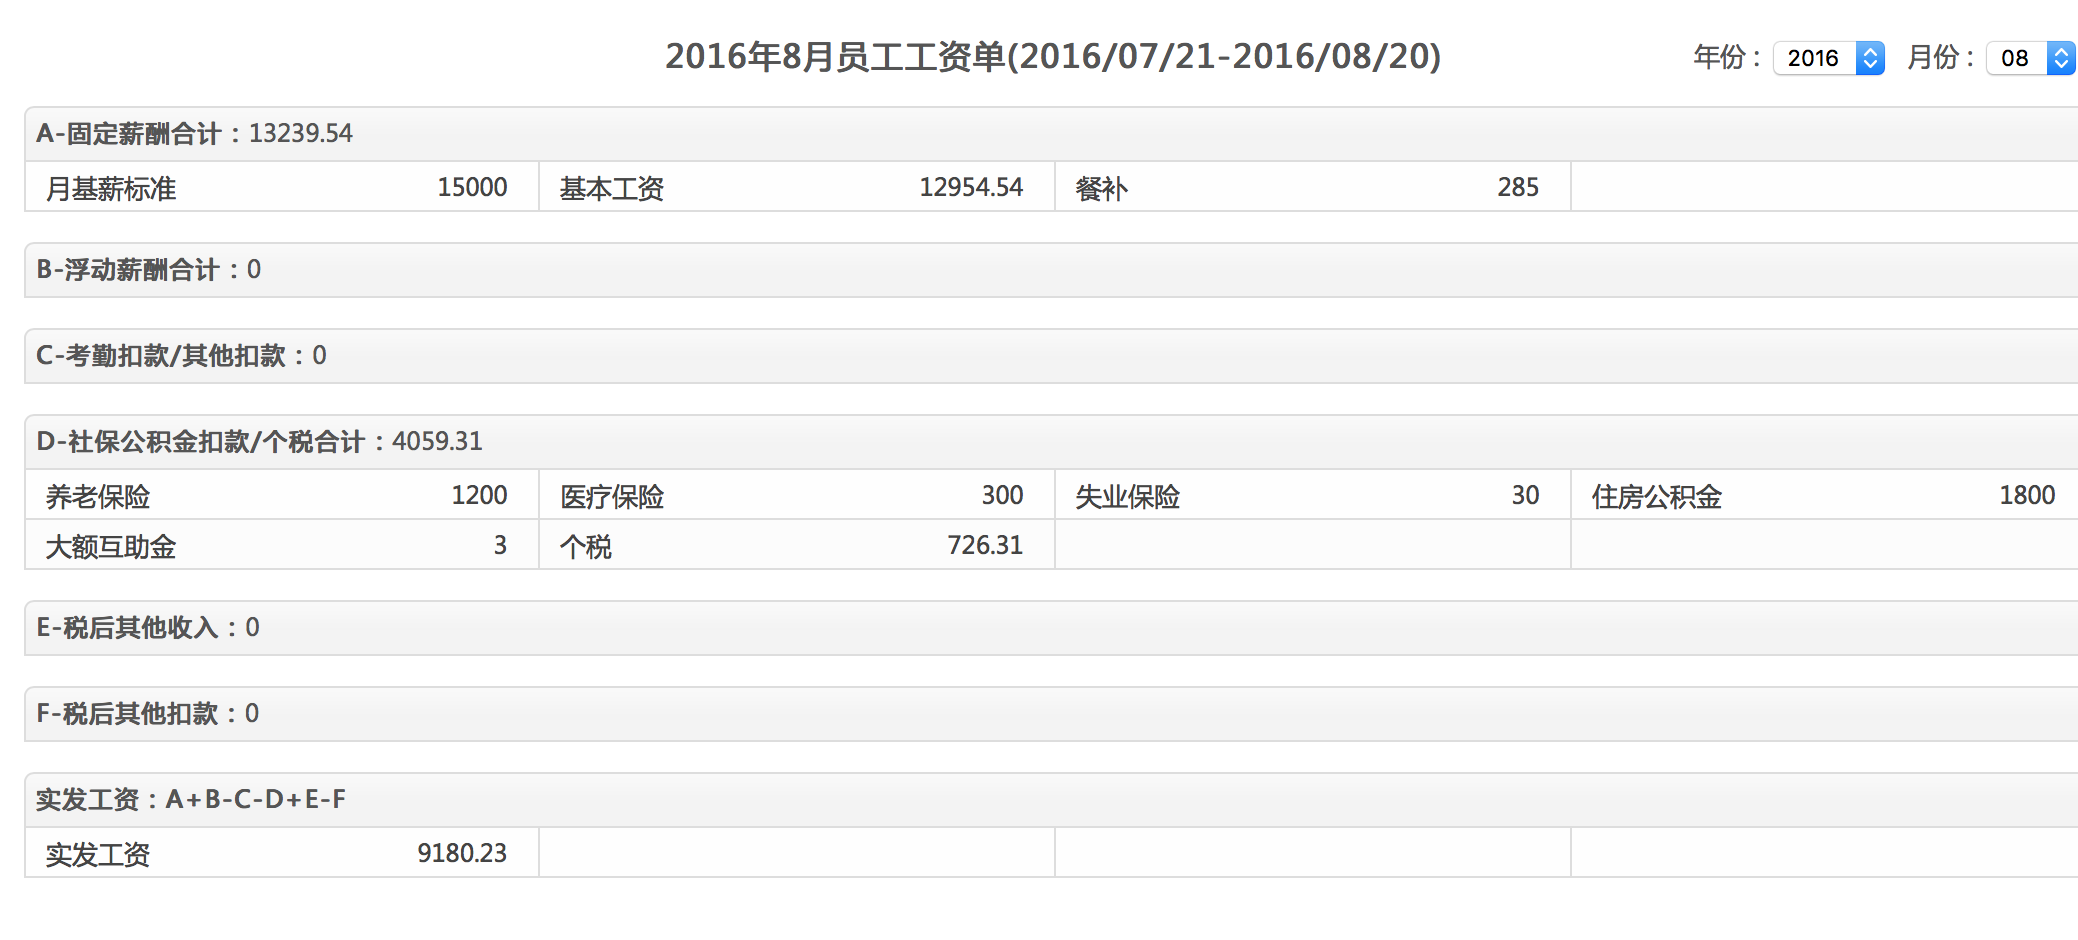 2016年8月员工工资单(2016/07/21-2016/08/20) 年份： 2016 月份： 08
A-固定薪酬合计：13239.54
月基薪标准 15000 基本工资 12954.54 餐补 285
B-浮动薪酬合计：0
C-考勤扣款/其他扣款：0
D-社保公积金扣款/个税合计：4059.31
养老保险 1200 医疗保险 300 失业保险 30 住房公积金 1800
大额互助金 3 个税 726.31
E-税后其他收入：0
F-税后其他扣款：0
实发工资：A+B-C-D+E-F
实发工资 9180.23